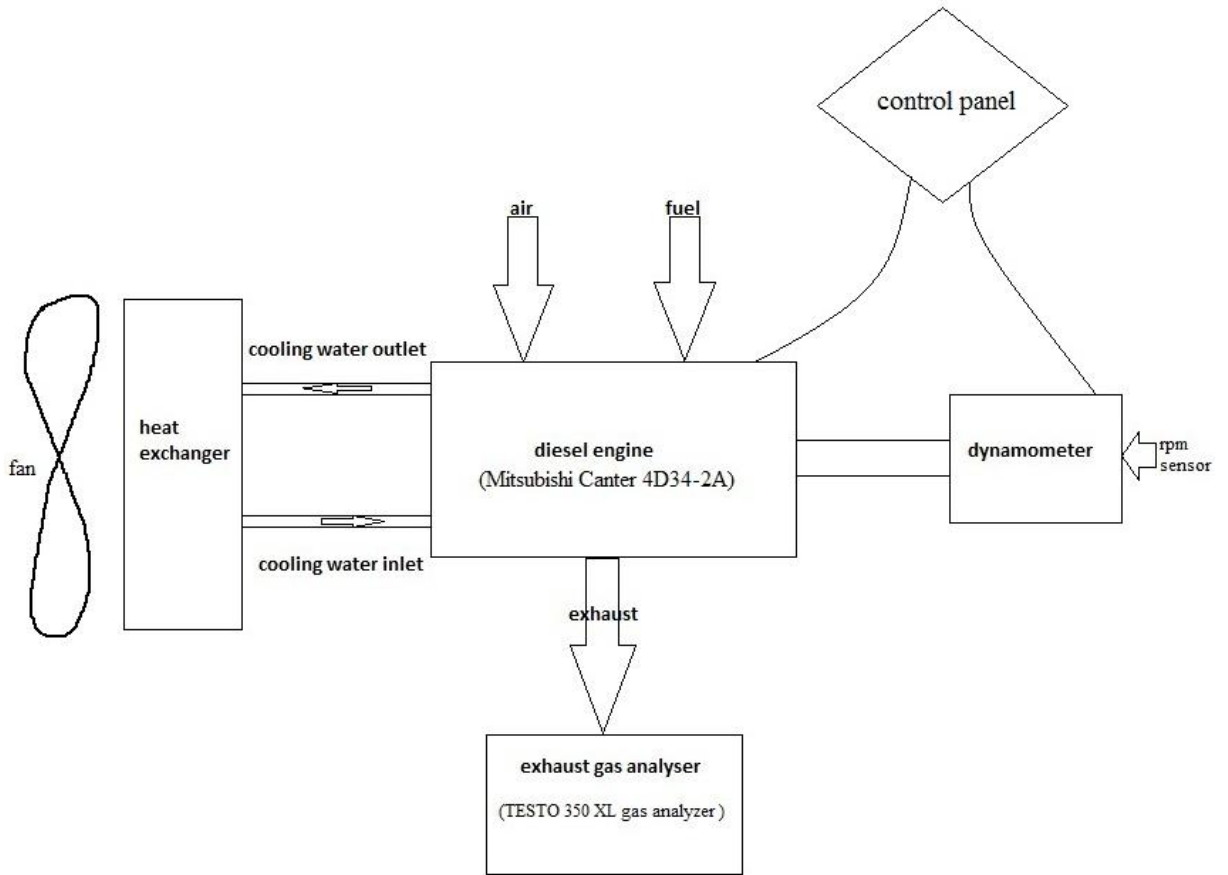 control panel
air
fuel
cooling water outlet
heat
exchanger
fan
diesel engine
(Mitsubishi Canter 4D34-2A)
dynamometer
rpm
sensor
cooling water inlet
exhaust
exhaust gas analyser
(TESTO 350 XL gas analyzer )